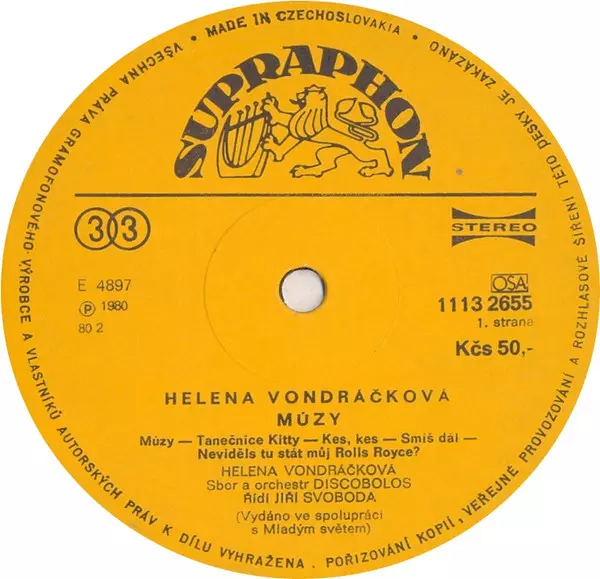 MADE IN CZECHOSLOVAKIA • VŠECHNA PRÁVA GRAMOFONOVÉHO VÝROBCE A VLASTNÍKŮ AUTORSKÝCH PRÁV K DÍLU VYHRAŽENA. POŘIZOVÁNÍ KOPIÍ, VEŘEJNÉ PROVOZOVÁNÍ A ROZHLASOVÉ ŠÍŘENÍ TÉTO DESKY JE ZAKÁZÁNO •
SUPRAPHON
33
STEREO
E 4897
Ⓟ 1980
80 2
OSA
1113 2655
1. strana
Kčs 50,-
HELENA VONDRÁČKOVÁ
MÚZY
Múzy — Tanečnice Kitty — Kes, kes — Smíš dál —
Neviděls tu stát můj Rolls Royce?
HELENA VONDRÁČKOVÁ
Sbor a orchestr DISCOBOLOS
Řídí JIŘÍ SVOBODA
(Vydáno ve spolupráci
s Mladým světem)